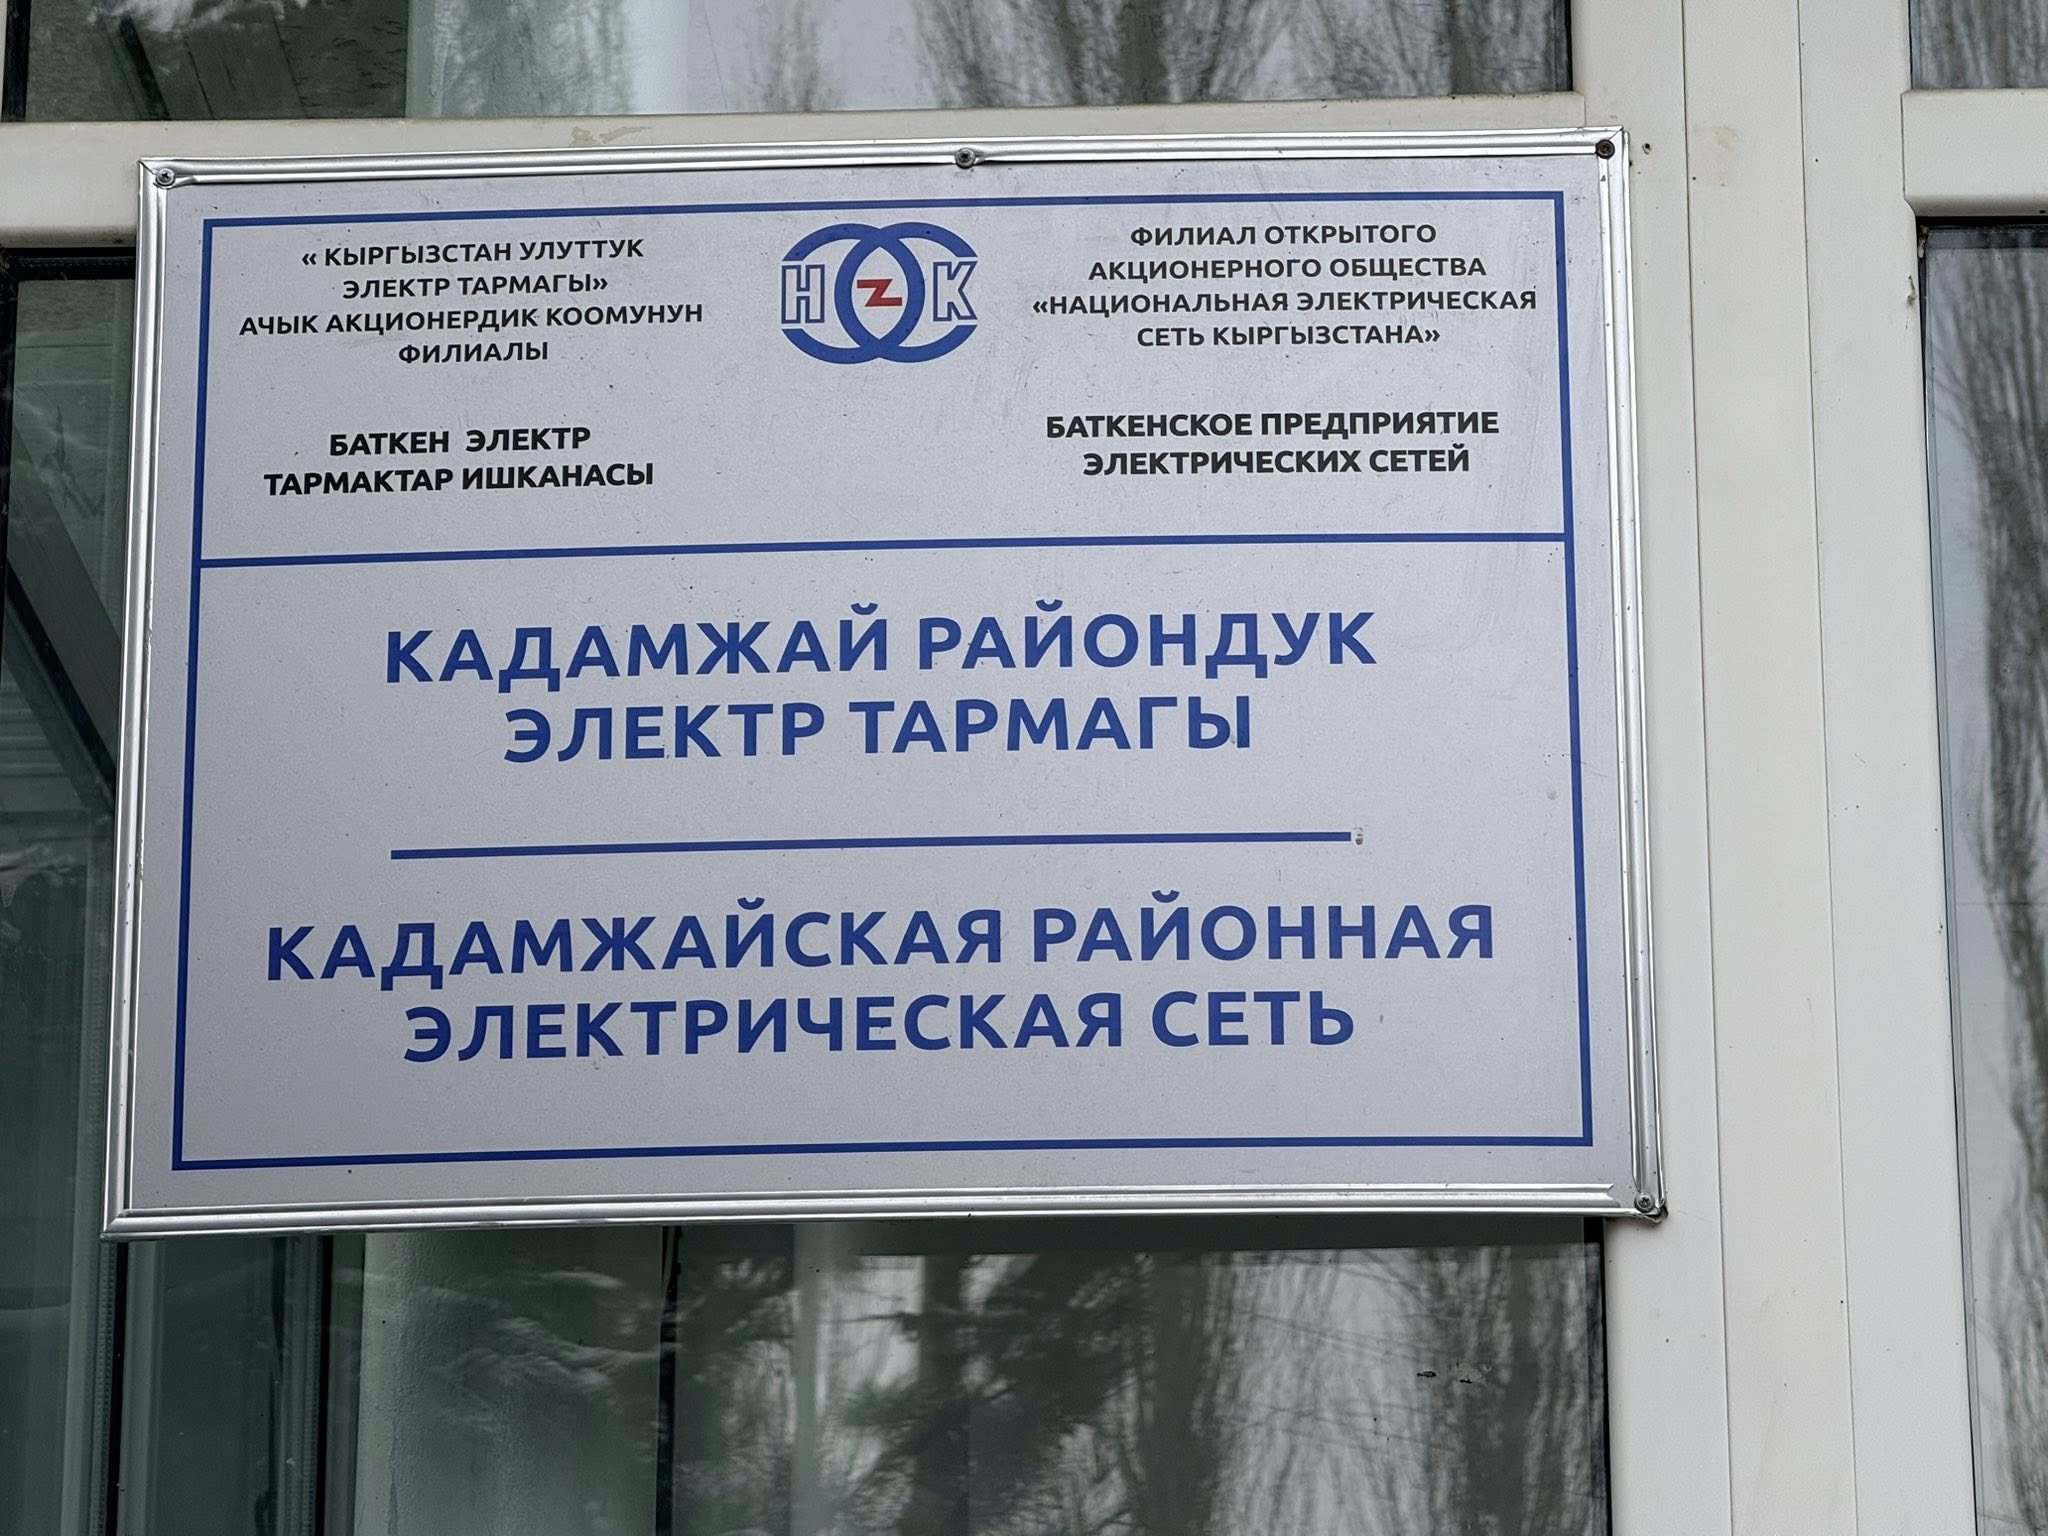 « КЫРГЫЗСТАН УЛУТТУК
ЭЛЕКТР ТАРМАГЫ»
АЧЫК АКЦИОНЕРДИК КООМУНУН
ФИЛИАЛЫ
БАТКЕН ЭЛЕКТР
ТАРМАКТАР ИШКАНАСЫ
Н К
ФИЛИАЛ ОТКРЫТОГО
АКЦИОНЕРНОГО ОБЩЕСТВА
«НАЦИОНАЛЬНАЯ ЭЛЕКТРИЧЕСКАЯ
СЕТЬ КЫРГЫЗСТАНА»
БАТКЕНСКОЕ ПРЕДПРИЯТИЕ
ЭЛЕКТРИЧЕСКИХ СЕТЕЙ
КАДАМЖАЙ РАЙОНДУК
ЭЛЕКТР ТАРМАГЫ
КАДАМЖАЙСКАЯ РАЙОННАЯ
ЭЛЕКТРИЧЕСКАЯ СЕТЬ